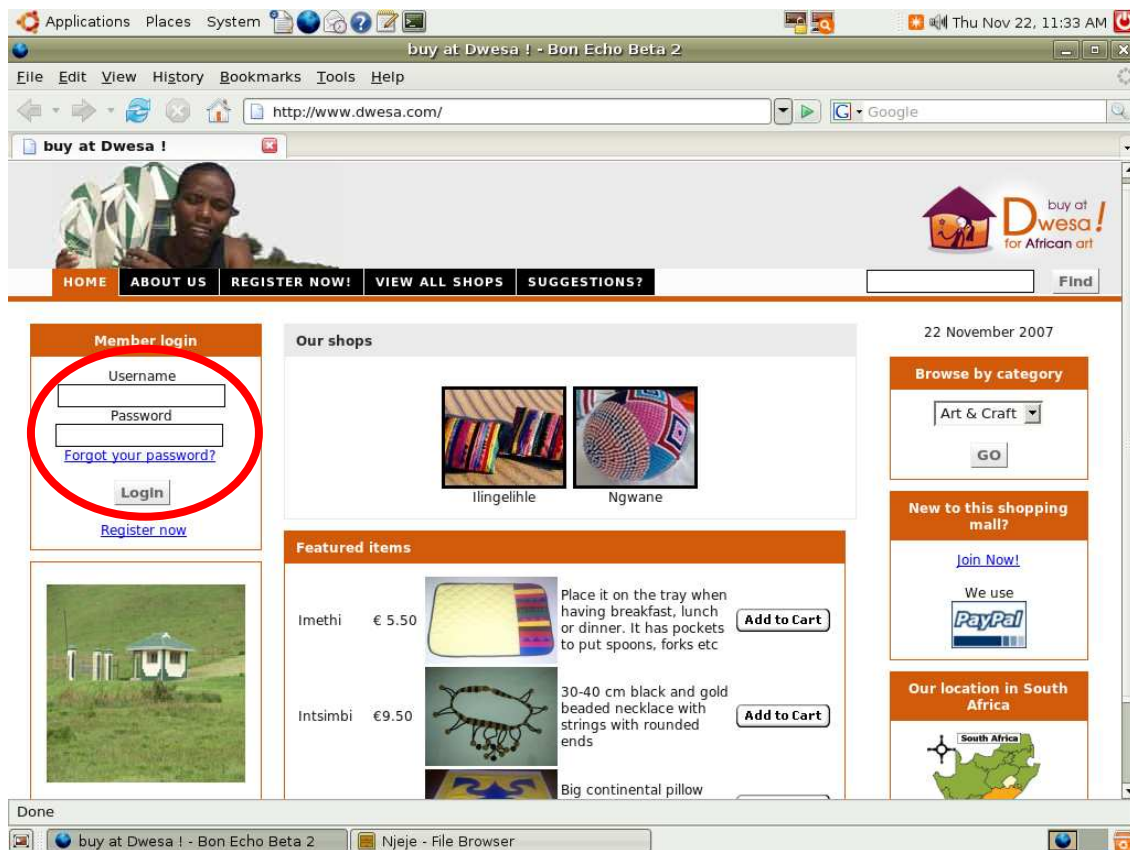 Applications Places System
Thu Nov 22, 11:33 AM
buy at Dwesa ! - Bon Echo Beta 2
File Edit View History Bookmarks Tools Help
http://www.dwesa.com/
G Google
buy at Dwesa !
buy at
Dwesa!
for African art
HOME ABOUT US REGISTER NOW! VIEW ALL SHOPS SUGGESTIONS?
Find
Member login
Username
Password
Forgot your password?
Login
Register now
Our shops
Ilingelihle Ngwane
Featured items
Imethi € 5.50
Place it on the tray when
having breakfast, lunch
or dinner. It has pockets
to put spoons, forks etc
Add to Cart
Intsimbi €9.50
30-40 cm black and gold
beaded necklace with
strings with rounded
ends
Add to Cart
Big continental pillow
22 November 2007
Browse by category
Art & Craft
GO
New to this shopping
mall?
Join Now!
We use
PayPal
Our location in South
Africa
South Africa
Done
buy at Dwesa ! - Bon Echo Beta 2
Njeje - File Browser